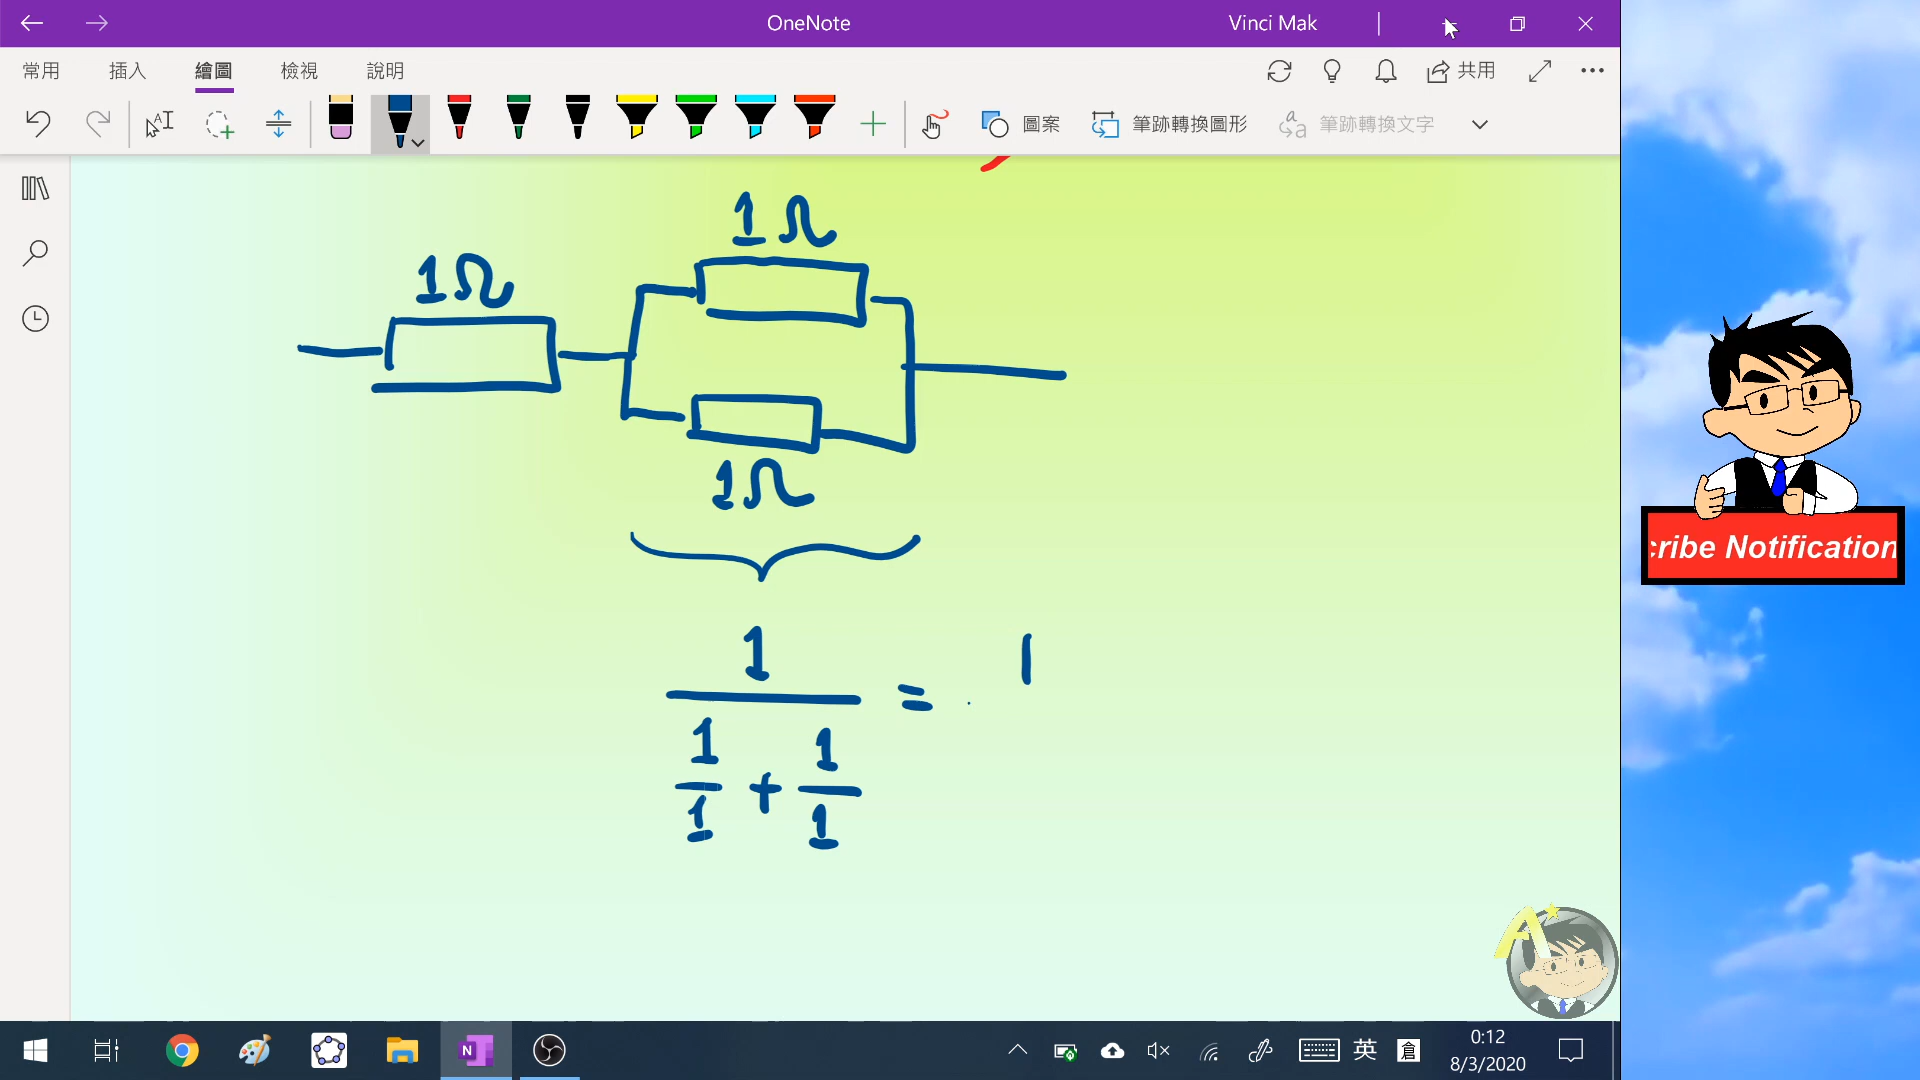 OneNote
Vinci Mak
常用 插入 繪圖 檢視 說明 共用
圖案 筆跡轉換圖形 筆跡轉換文字
1Ω
1Ω
1Ω
1
=
1
1 + 1
1 1
cribe Notification
A
N
英 倉
0:12
8/3/2020